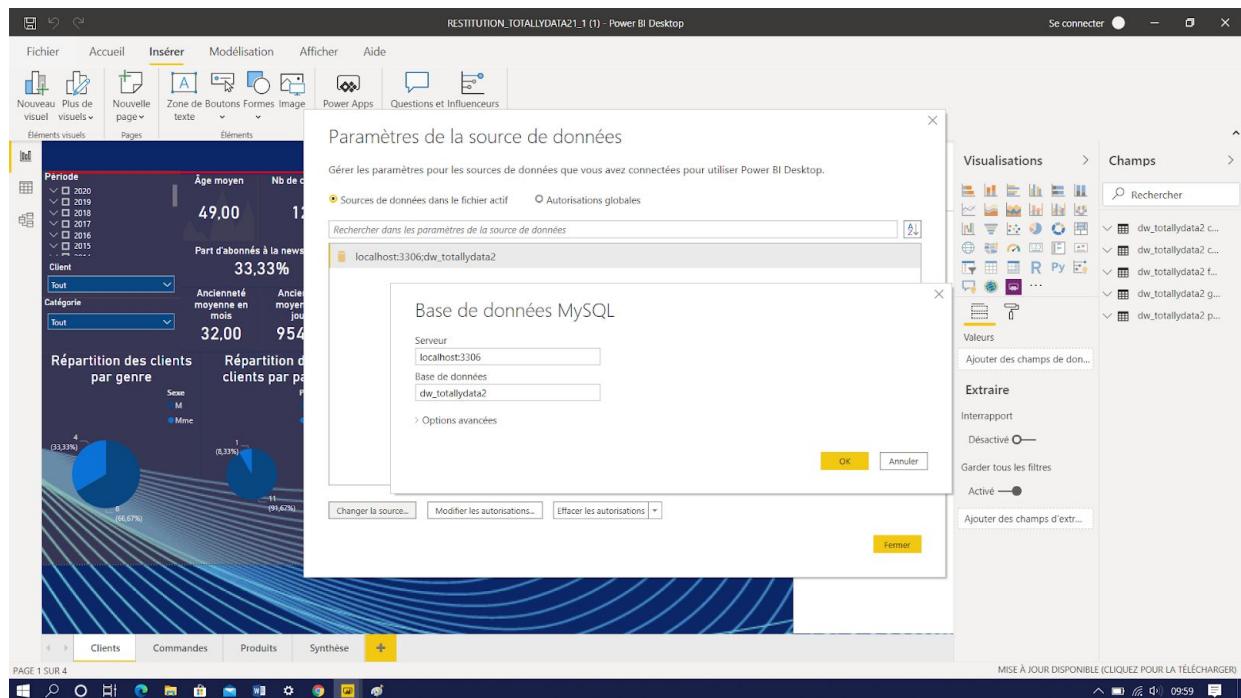 RESTITUTION_TOTALLYDATA21_1 (1) - Power BI Desktop
Se connecter
Fichier Accueil Insérer Modélisation Afficher Aide
Nouveau visuel
Plus de visuels
Nouvelle page
Zone de texte
Boutons
Formes
Image
Power Apps
Questions et
Influenceurs
Éléments visuels
Pages
Éléments
Paramètres de la source de données
Gérer les paramètres pour les sources de données que vous avez connectées pour utiliser Power BI Desktop.
Sources de données dans le fichier actif
Autorisations globales
Rechercher dans les paramètres de la source de données
localhost:3306;dw_totallydata2
Base de données MySQL
Serveur
localhost:3306
Base de données
dw_totallydata2
Options avancées
OK
Annuler
Changer la source...
Modifier les autorisations...
Effacer les autorisations
Fermer
Période
2020
2019
2018
2017
2016
2015
Client
Tout
Catégorie
Tout
Âge moyen
49,00
Nb de c
Part d'abonnés à la news
33,33%
Ancienneté moyenne en mois
32,00
Ancie
moyen
jou
954
Répartition des clients par genre
Sexe
M
Mme
4
(33,33%)
(66,67%)
Répartition d
clients par pa
P
1
(8,33%)
11
(91,67%)
Visualisations
R
Py
Valeurs
Ajouter des champs de don...
Extraire
Interrapport
Désactivé
Garder tous les filtres
Activé
Ajouter des champs d'extr...
Champs
Rechercher
dw_totallydata2 c...
dw_totallydata2 c...
dw_totallydata2 f...
dw_totallydata2 g...
dw_totallydata2 p...
Clients
Commandes
Produits
Synthèse
PAGE 1 SUR 4
MISE À JOUR DISPONIBLE (CLIQUEZ POUR LA TÉLÉCHARGER)
09:59